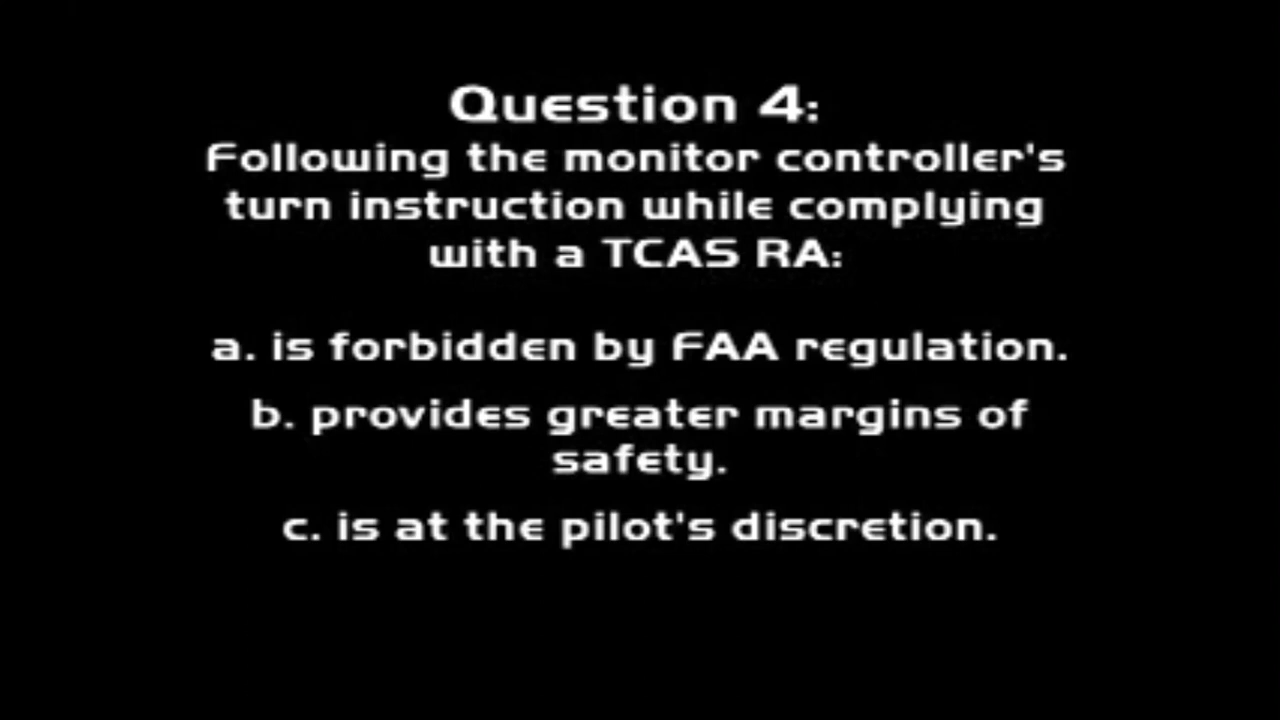 Question 4:
Following the monitor controller's
turn instruction while complying
with a TCAS RA:
a. is forbidden by FAA regulation.
b. provides greater margins of
safety.
c. is at the pilot's discretion.